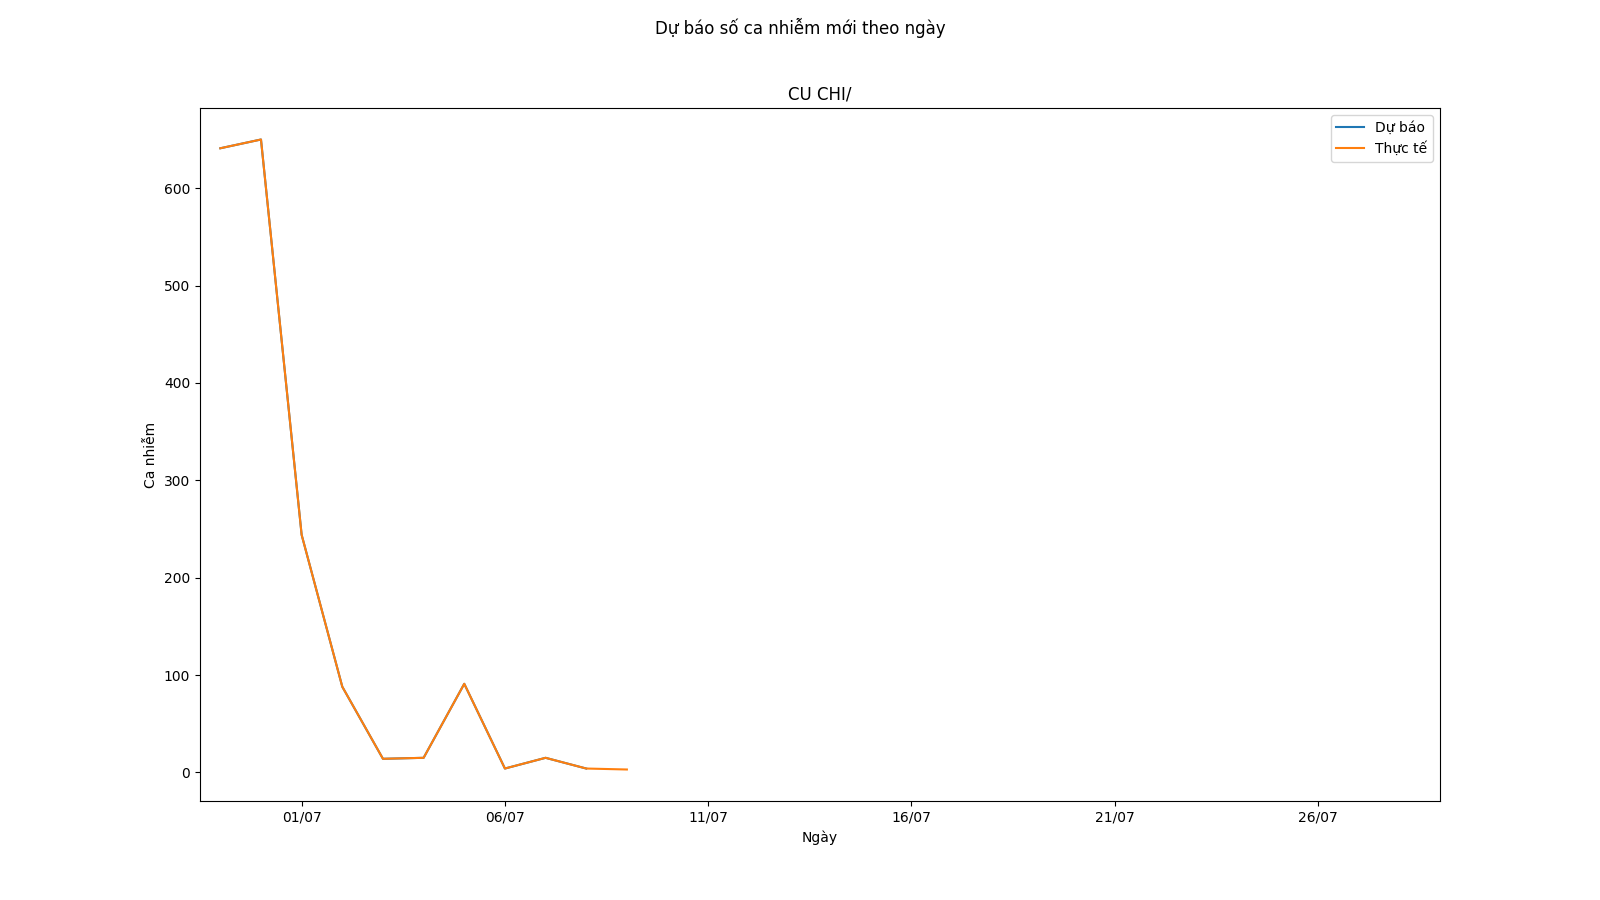 Dự báo số ca nhiễm mới theo ngày
CU CHI/
Dự báo
Thực tế
600
500
400
300
200
100
0
Ca nhiễm
01/07
06/07
11/07
16/07
21/07
26/07
Ngày